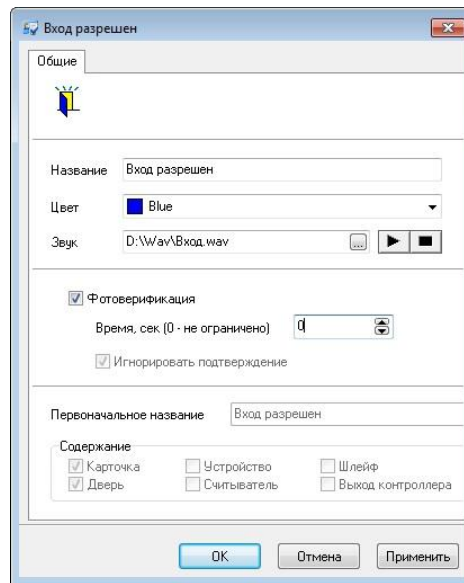 Вход разрешен
Общие
Название Вход разрешен
Цвет Blue
Звук D:\Wav\Вход.wav ...
Фотоверификация
Время, сек (0 - не ограничено) 0
Игнорировать подтверждение
Первоначальное название Вход разрешен
Содержание
Карточка Устройство Шлейф
Дверь Считыватель Выход контроллера
OK Отмена Применить